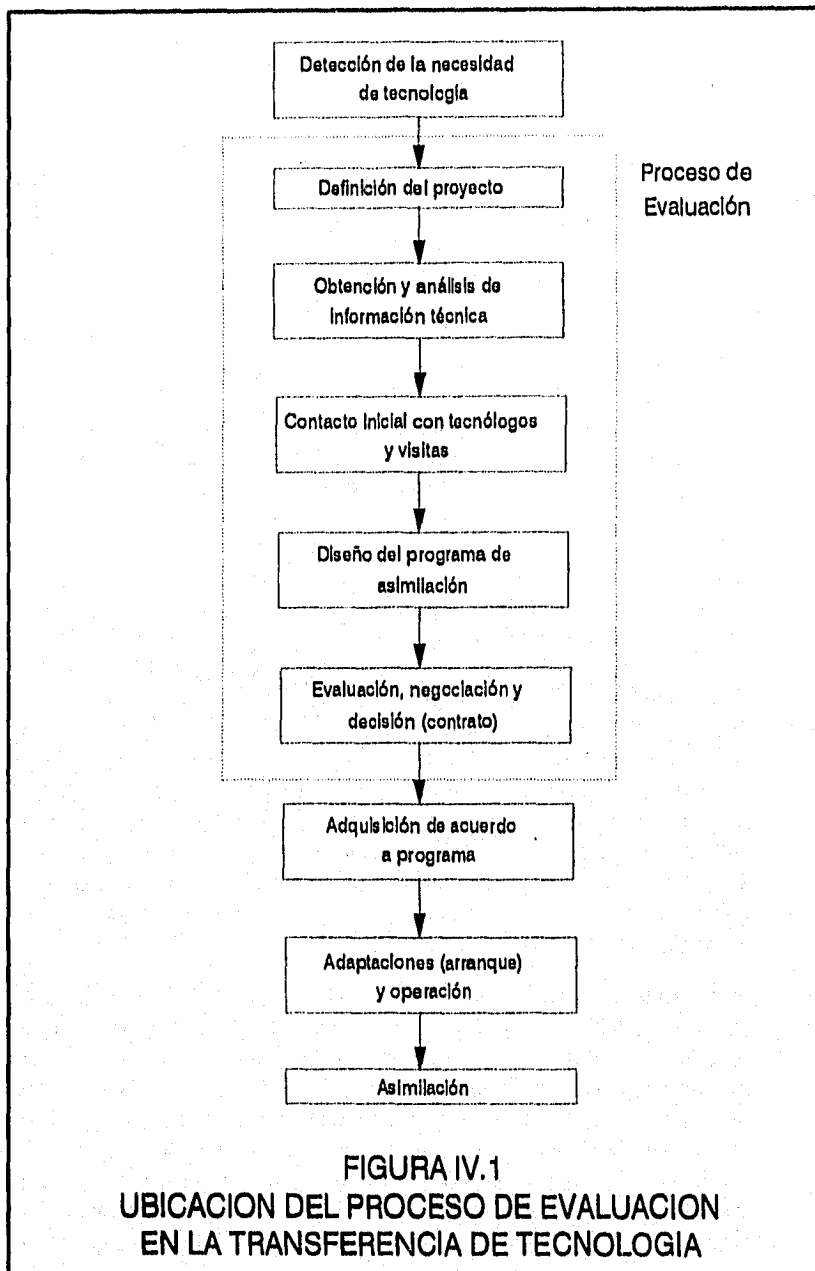 Detección de la necesidad
de tecnología
Definición del proyecto
Proceso de
Evaluación
Obtención y análisis de
información técnica
Contacto inicial con tecnólogos
y visitas
Diseño del programa de
asimilación
Evaluación, negociación y
decisión (contrato)
Adquisición de acuerdo
a programa
Adaptaciones (arranque)
y operación
Asimilación
FIGURA IV.1
UBICACION DEL PROCESO DE EVALUACION
EN LA TRANSFERENCIA DE TECNOLOGIA